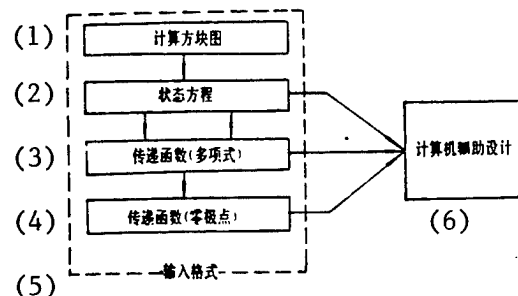 (1) 计算方块图
(2) 状态方程
(3) 传递函数(多项式)
(4) 传递函数(零极点)
计算机辅助设计
(6)
(5) 输入格式